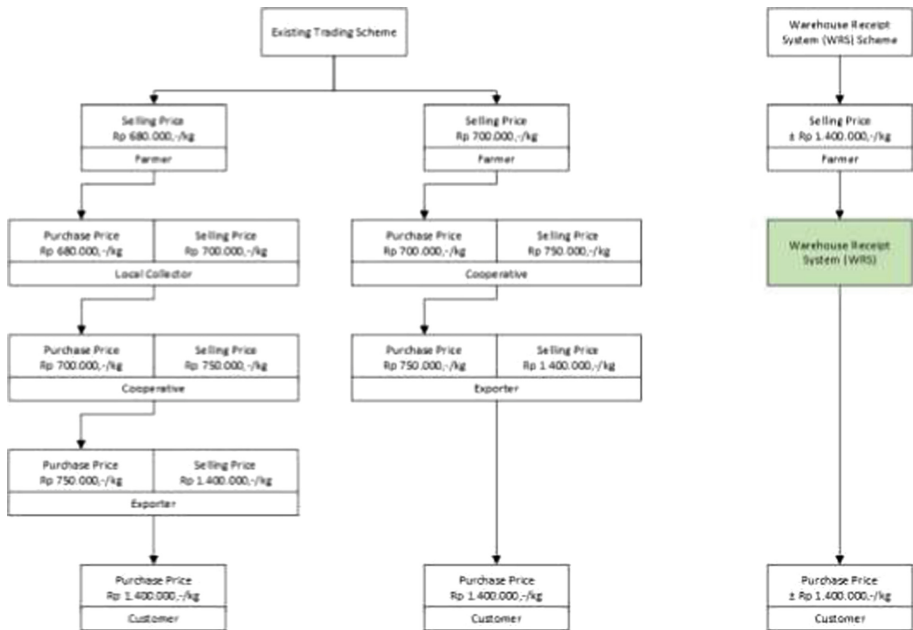 Existing Trading Scheme
Selling Price
Rp 680.000,-/kg
Farmer
Purchase Price
Rp 680.000,-/kg
Selling Price
Rp 700.000,-/kg
Local Collector
Purchase Price
Rp 700.000,-/kg
Selling Price
Rp 750.000,-/kg
Cooperative
Purchase Price
Rp 750.000,-/kg
Selling Price
Rp 1.400.000,-/kg
Exporter
Purchase Price
Rp 1.400.000,-/kg
Customer
Selling Price
Rp 700.000,-/kg
Farmer
Purchase Price
Rp 700.000,-/kg
Selling Price
Rp 750.000,-/kg
Cooperative
Purchase Price
Rp 750.000,-/kg
Selling Price
Rp 1.400.000,-/kg
Exporter
Purchase Price
Rp 1.400.000,-/kg
Customer
Warehouse Receipt
System (WRS) Scheme
Selling Price
± Rp 1.400.000,-/kg
Farmer
Warehouse Receipt
System (WRS)
Purchase Price
± Rp 1.400.000,-/kg
Customer